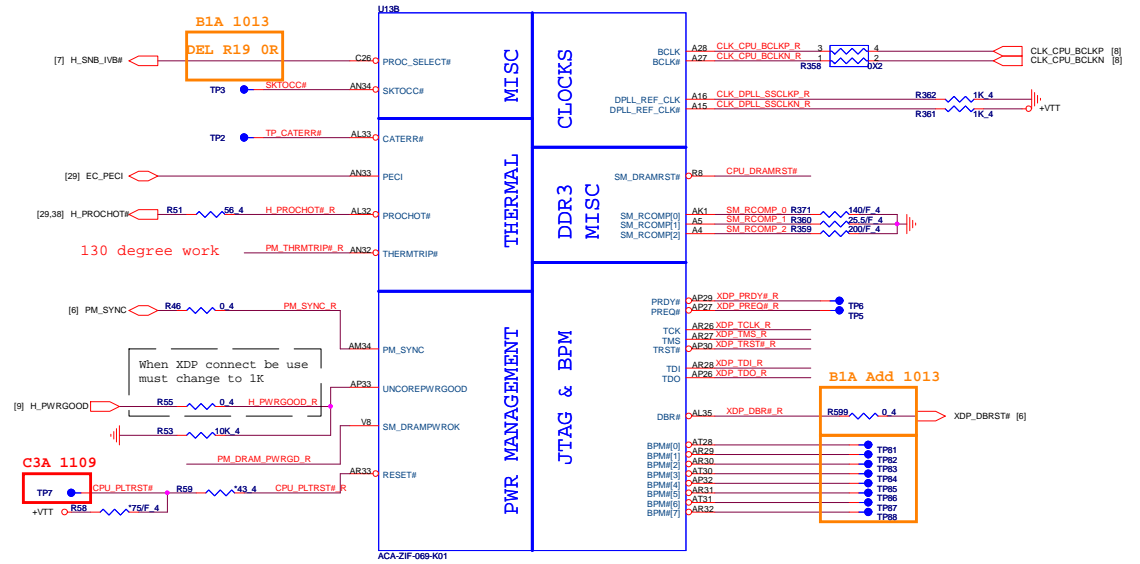 U13B
B1A 1013
DEL R19 0R
[7] H_SNB_IVB#
C26
PROC_SELECT#
TP3
SKTOCC#
AN34
SKTOCC#
MISC
TP2
TP_CATERR#
AL33
CATERR#
[29] EC_PECI
AN33
PECI
[29,38] H_PROCHOT#
R51
56_4
H_PROCHOT#_R
AL32
PROCHOT#
130 degree work
PM_THRMTRIP#_R
AN32
THERMTRIP#
THERMAL
[6] PM_SYNC
R46
0_4
PM_SYNC_R
AM34
PM_SYNC
When XDP connect be use
must change to 1K
AP33
UNCOREPWRGOOD
[9] H_PWRGOOD
R55
0_4
H_PWRGOOD_R
R53
10K_4
V8
SM_DRAMPWROK
PM_DRAM_PWRGD_R
C3A 1109
TP7
CPU_PLTRST#
R59
*43_4
CPU_PLTRST#_R
AR33
RESET#
+VTT
R58
*75/F_4
PWR MANAGEMENT
ACA-ZIF-069-K01
CLOCKS
BCLK
A28
CLK_CPU_BCLKP_R
3
4
CLK_CPU_BCLKP [8]
BCLK#
A27
CLK_CPU_BCLKN_R
1
2
CLK_CPU_BCLKN [8]
R358
0X2
DPLL_REF_CLK
A16
CLK_DPLL_SSCLKP_R
R362
1K_4
DPLL_REF_CLK#
A15
CLK_DPLL_SSCLKN_R
R361
1K_4
+VTT
DDR3
MISC
SM_DRAMRST#
R8
CPU_DRAMRST#
SM_RCOMP[0]
AK1
SM_RCOMP_0
R371
140/F_4
SM_RCOMP[1]
A5
SM_RCOMP_1
R360
25.5/F_4
SM_RCOMP[2]
A4
SM_RCOMP_2
R359
200/F_4
JTAG & BPM
PRDY#
AP29
XDP_PRDY#_R
TP6
PREQ#
AP27
XDP_PREQ#_R
TP5
TCK
AR26
XDP_TCLK_R
TMS
AR27
XDP_TMS_R
TRST#
AP30
XDP_TRST#_R
TDI
AR28
XDP_TDI_R
TDO
AP26
XDP_TDO_R
B1A Add 1013
DBR#
AL35
XDP_DBR#_R
R599
0_4
XDP_DBRST# [6]
BPM#[0]
AT28
TP81
BPM#[1]
AR29
TP82
BPM#[2]
AR30
TP83
BPM#[3]
AT30
TP84
BPM#[4]
AP32
TP85
BPM#[5]
AR31
TP86
BPM#[6]
AT31
TP87
BPM#[7]
AR32
TP88